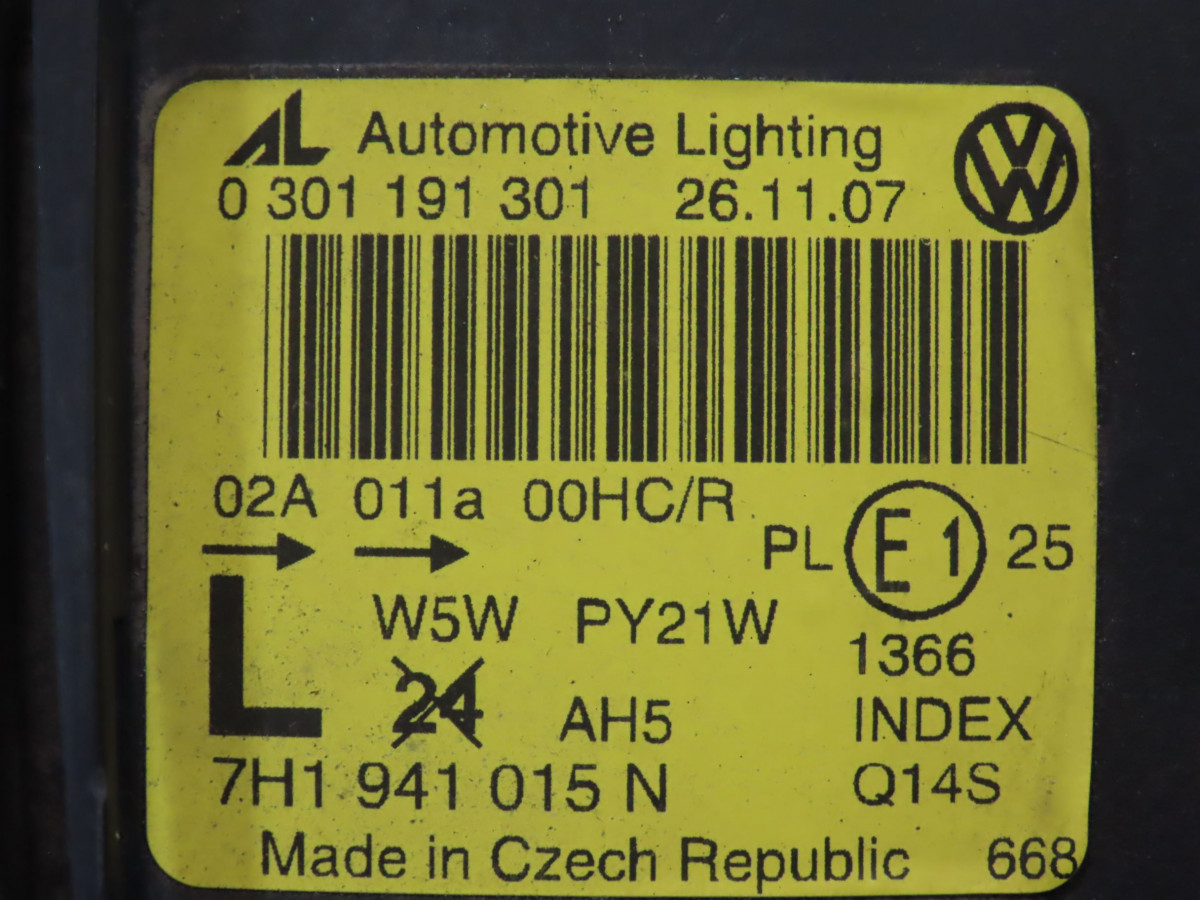 AL Automotive Lighting
0 301 191 301 26.11.07
02A 011a 00HC/R
PL E1 25
L W5W PY21W
1366
24 AH5 INDEX
7H1 941 015 N Q14S
Made in Czech Republic 668